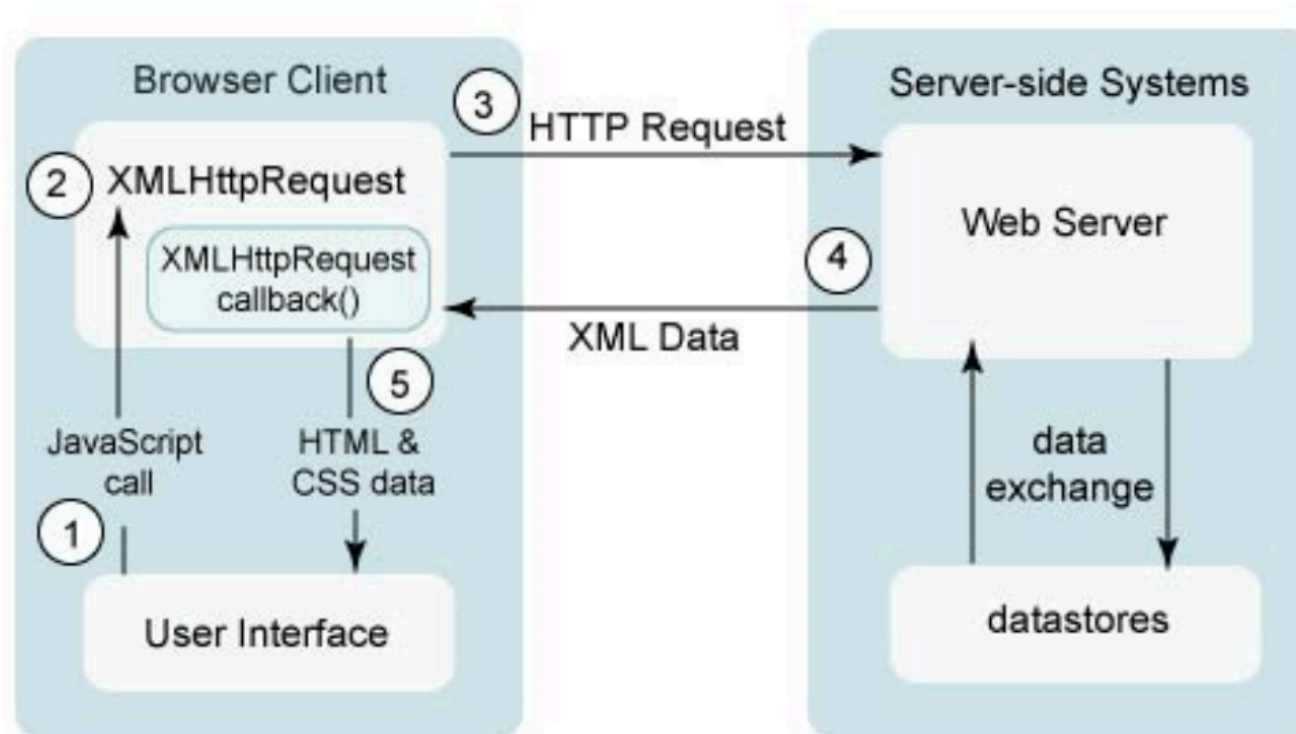 Browser Client
Server-side Systems
3
HTTP Request
2
XMLHttpRequest
XMLHttpRequest
callback()
Web Server
4
XML Data
5
JavaScript
call
HTML &
CSS data
data
exchange
1
User Interface
datastores